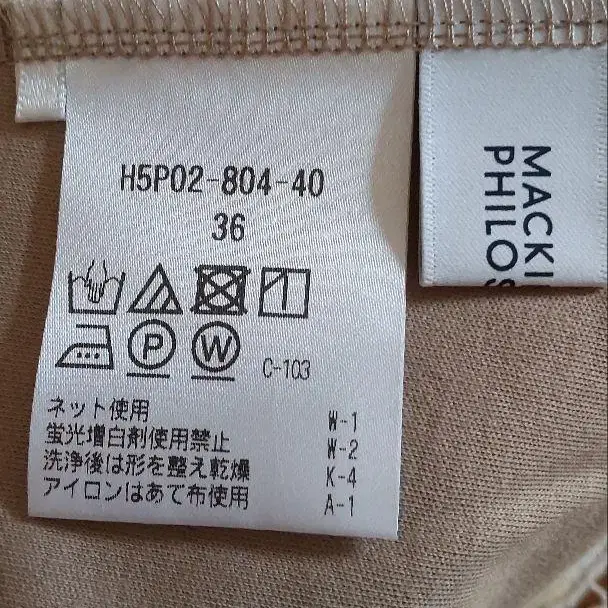 H5P02-804-40
36
P
W
C-103
ネット使用
蛍光増白剤使用禁止
洗浄後は形を整え乾燥
アイロンはあて布使用
W-1
W-2
K-4
A-1
MACKI
PHILOS